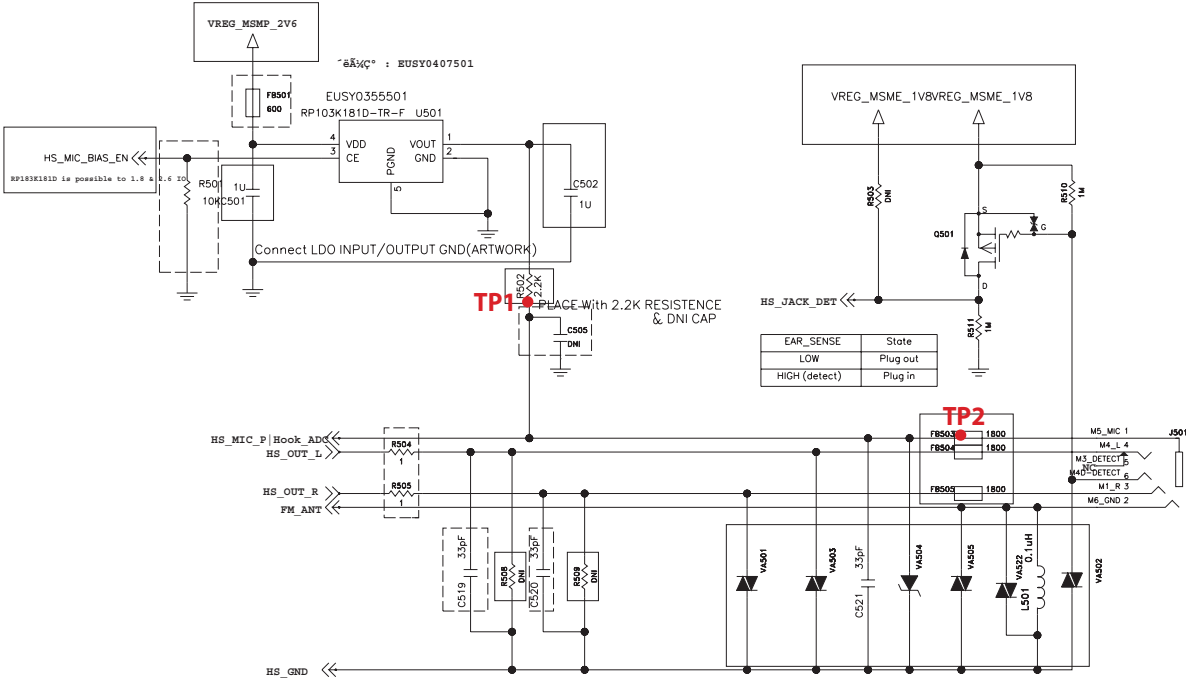 VREG_MSMP_2V6
´ëÃ¼Çº : EUSY0407501
FB501
600
EUSY0355501
RP103K181D-TR-F U501
4 VDD
3 CE
VOUT 1
GND 2
PGND
5
HS_MIC_BIAS_EN
RP183K181D is possible to 1.8 & 2.6 IO
R501
10K
1U
C501
C502
1U
Connect LDO INPUT/OUTPUT GND(ARTWORK)
R502
2.2K
TP1
PLACE With 2.2K RESISTENCE
& DNI CAP
C505
DNI
VREG_MSME_1V8
VREG_MSME_1V8
R503
DNI
R510
1M
Q501
S
G
D
HS_JACK_DET
R511
1M
EAR_SENSE State
LOW Plug out
HIGH (detect) Plug in
TP2
HS_MIC_P|Hook_ADC
HS_OUT_L
HS_OUT_R
FM_ANT
R504
1
R505
1
FB503 1800
FB504 1800
FB505 1800
M5_MIC 1
M4_L 4
M3_DETECT 5
NC
M4D-DETECT 6
M1_R 3
M6_GND 2
J501
33pF
C519
R508
DNI
33pF
C520
R509
DNI
VA501
VA503
33pF
C521
VA504
VA505
VA522
0.1uH
L501
VA502
HS_GND